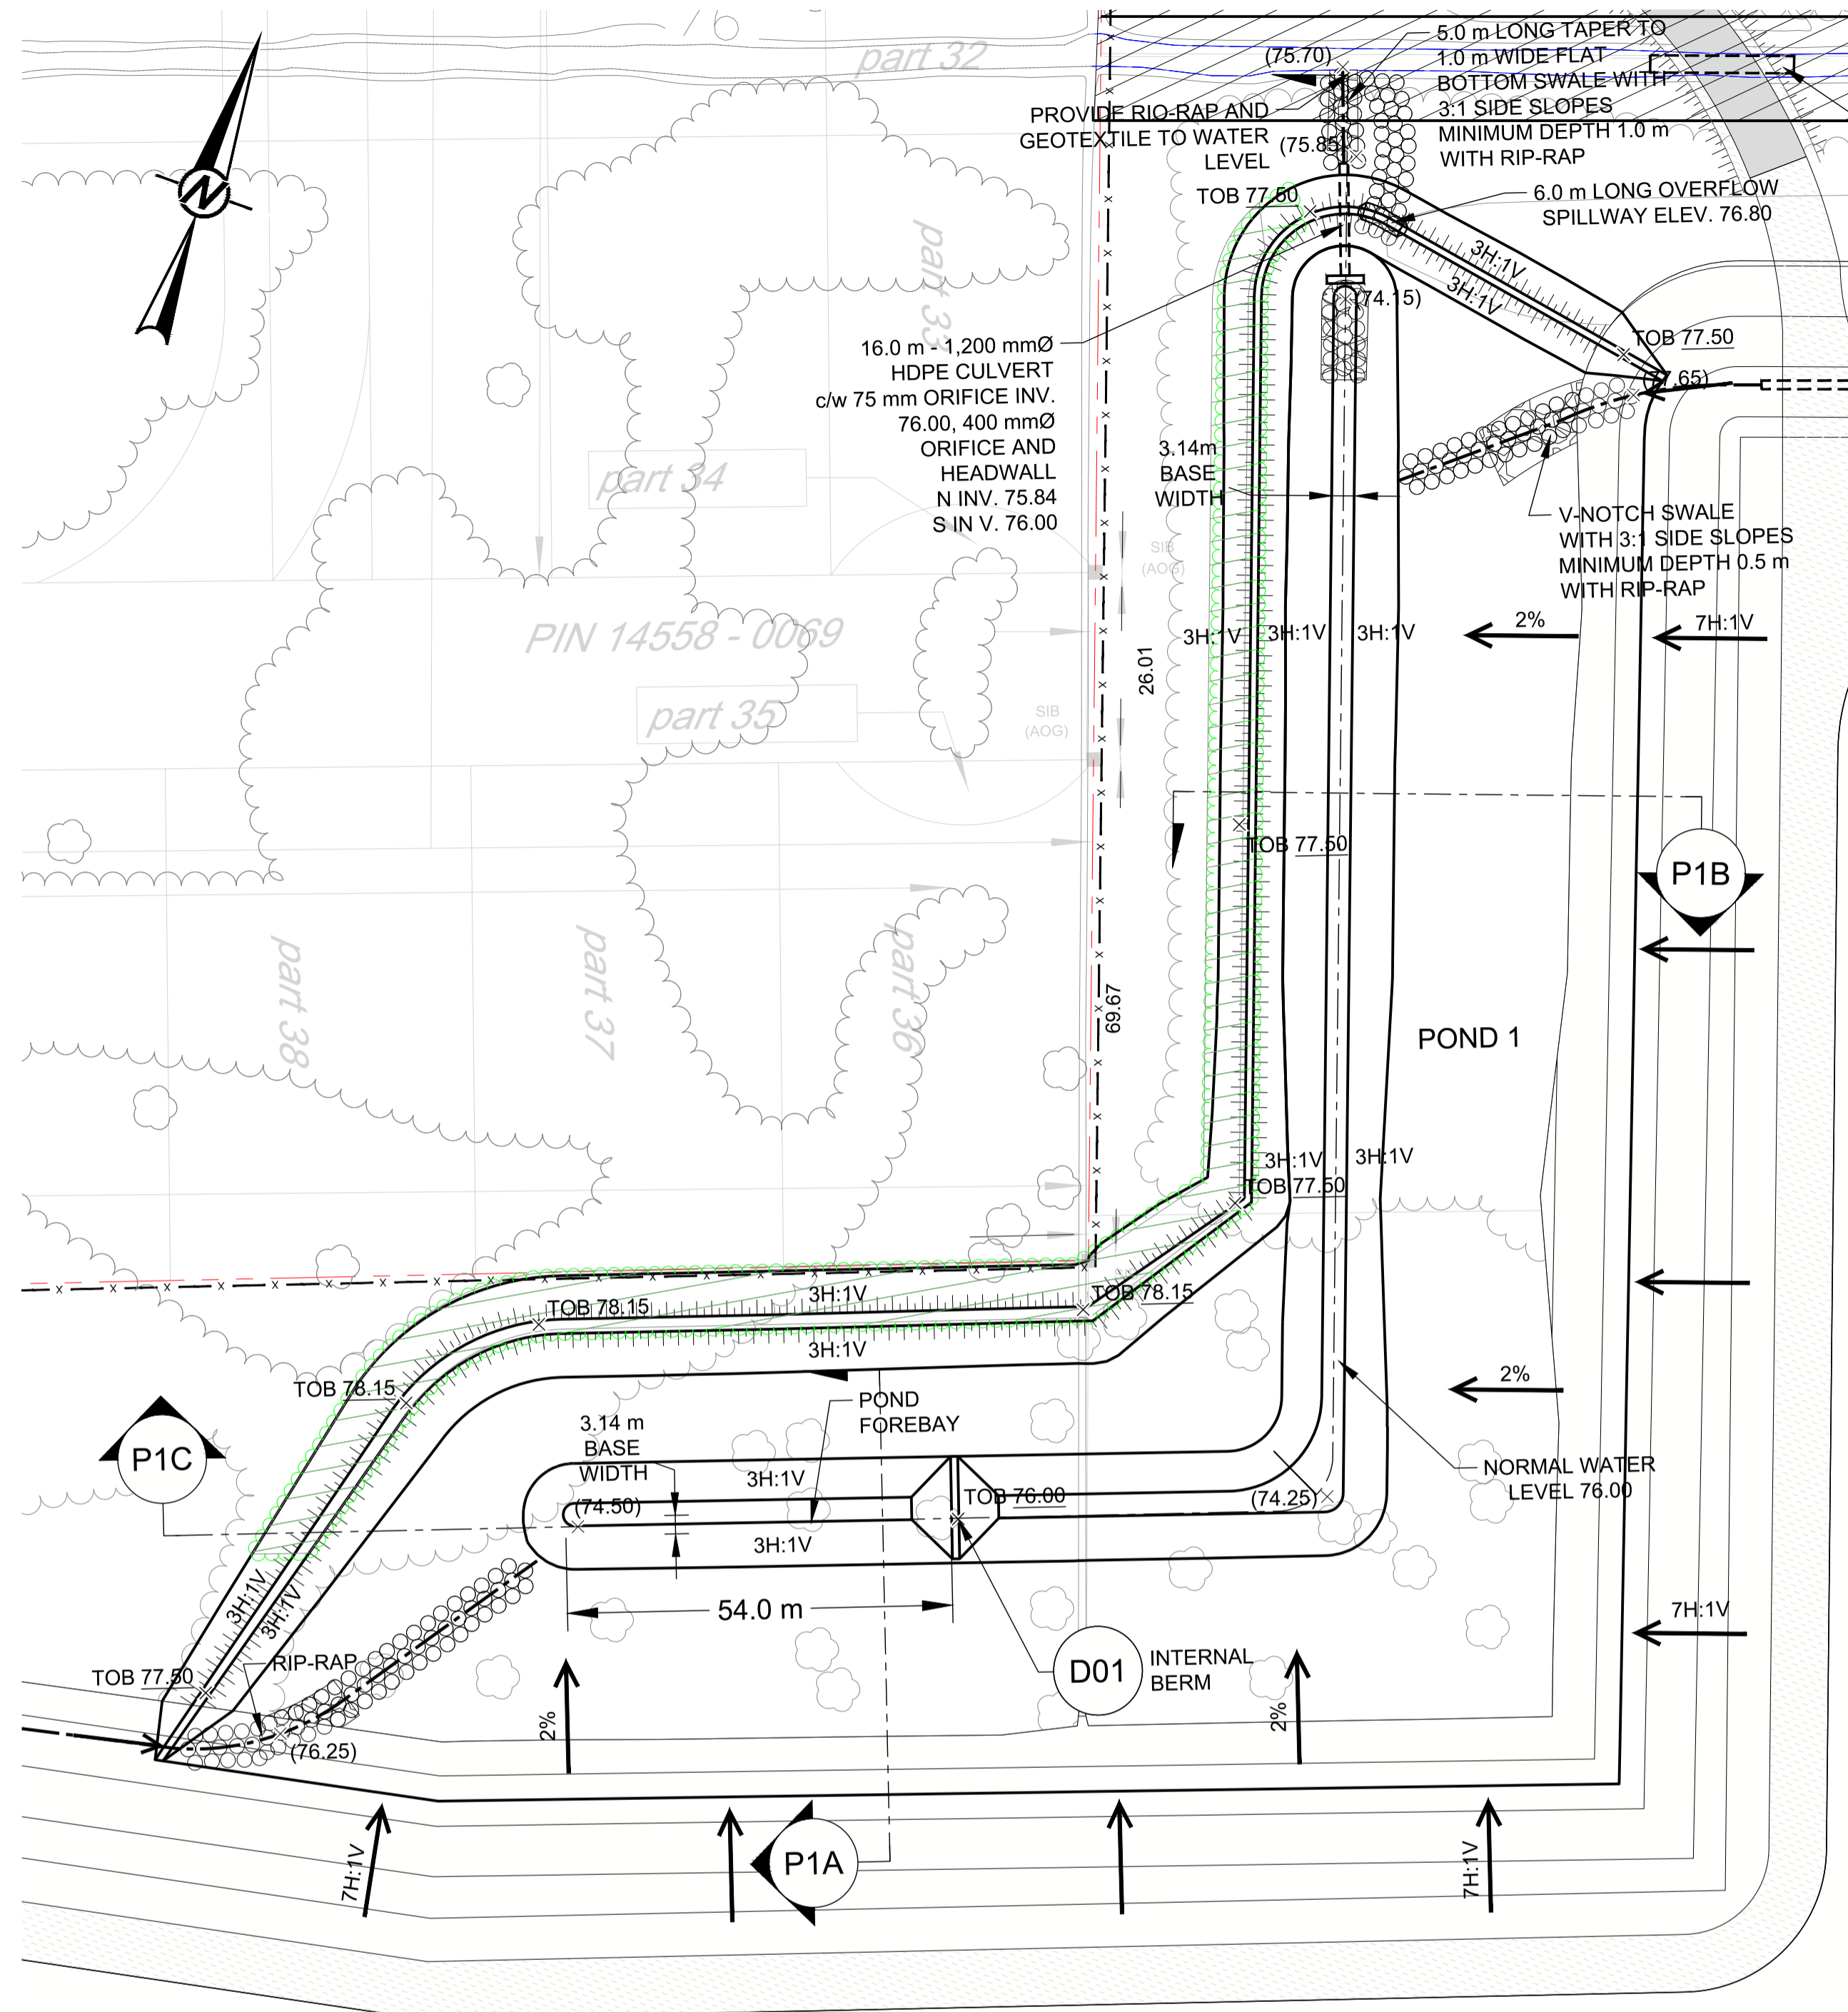 76
part 32
(75.70)
5.0 m LONG TAPER TO
1.0 m WIDE FLAT
BOTTOM SWALE WITH
3:1 SIDE SLOPES
MINIMUM DEPTH 1.0 m
WITH RIP-RAP
PROVIDE RIO-RAP AND
GEOTEXTILE TO WATER
LEVEL
(75.85)
N
TOB 77.50
6.0 m LONG OVERFLOW
SPILLWAY ELEV. 76.80
part 33
3H:1V
3H:1V
(74.15)
TOB 77.50
(77.65)
16.0 m - 1,200 mmØ
HDPE CULVERT
c/w 75 mm ORIFICE INV.
76.00, 400 mmØ
ORIFICE AND
HEADWALL
N INV. 75.84
S IN V. 76.00
3.14m
BASE
WIDTH
part 34
V-NOTCH SWALE
WITH 3:1 SIDE SLOPES
MINIMUM DEPTH 0.5 m
WITH RIP-RAP
SIB
(AOG)
PIN 14558 - 0069
3H:1V
3H:1V
3H:1V
2%
7H:1V
26.01
part 35
SIB
(AOG)
TOB 77.50
P1B
part 38
part 37
part 36
69.67
POND 1
3H:1V
3H:1V
TOB 77.50
3H:1V
TOB 78.15
TOB 78.15
3H:1V
TOB 78.15
2%
POND
FOREBAY
3.14 m
BASE
WIDTH
P1C
3H:1V
NORMAL WATER
LEVEL 76.00
(74.50)
TOB 76.00
(74.25)
3H:1V
3H:1V
3H:1V
54.0 m
7H:1V
RIP-RAP
TOB 77.50
D01
INTERNAL
BERM
2%
2%
(76.25)
7H:1V
P1A
7H:1V